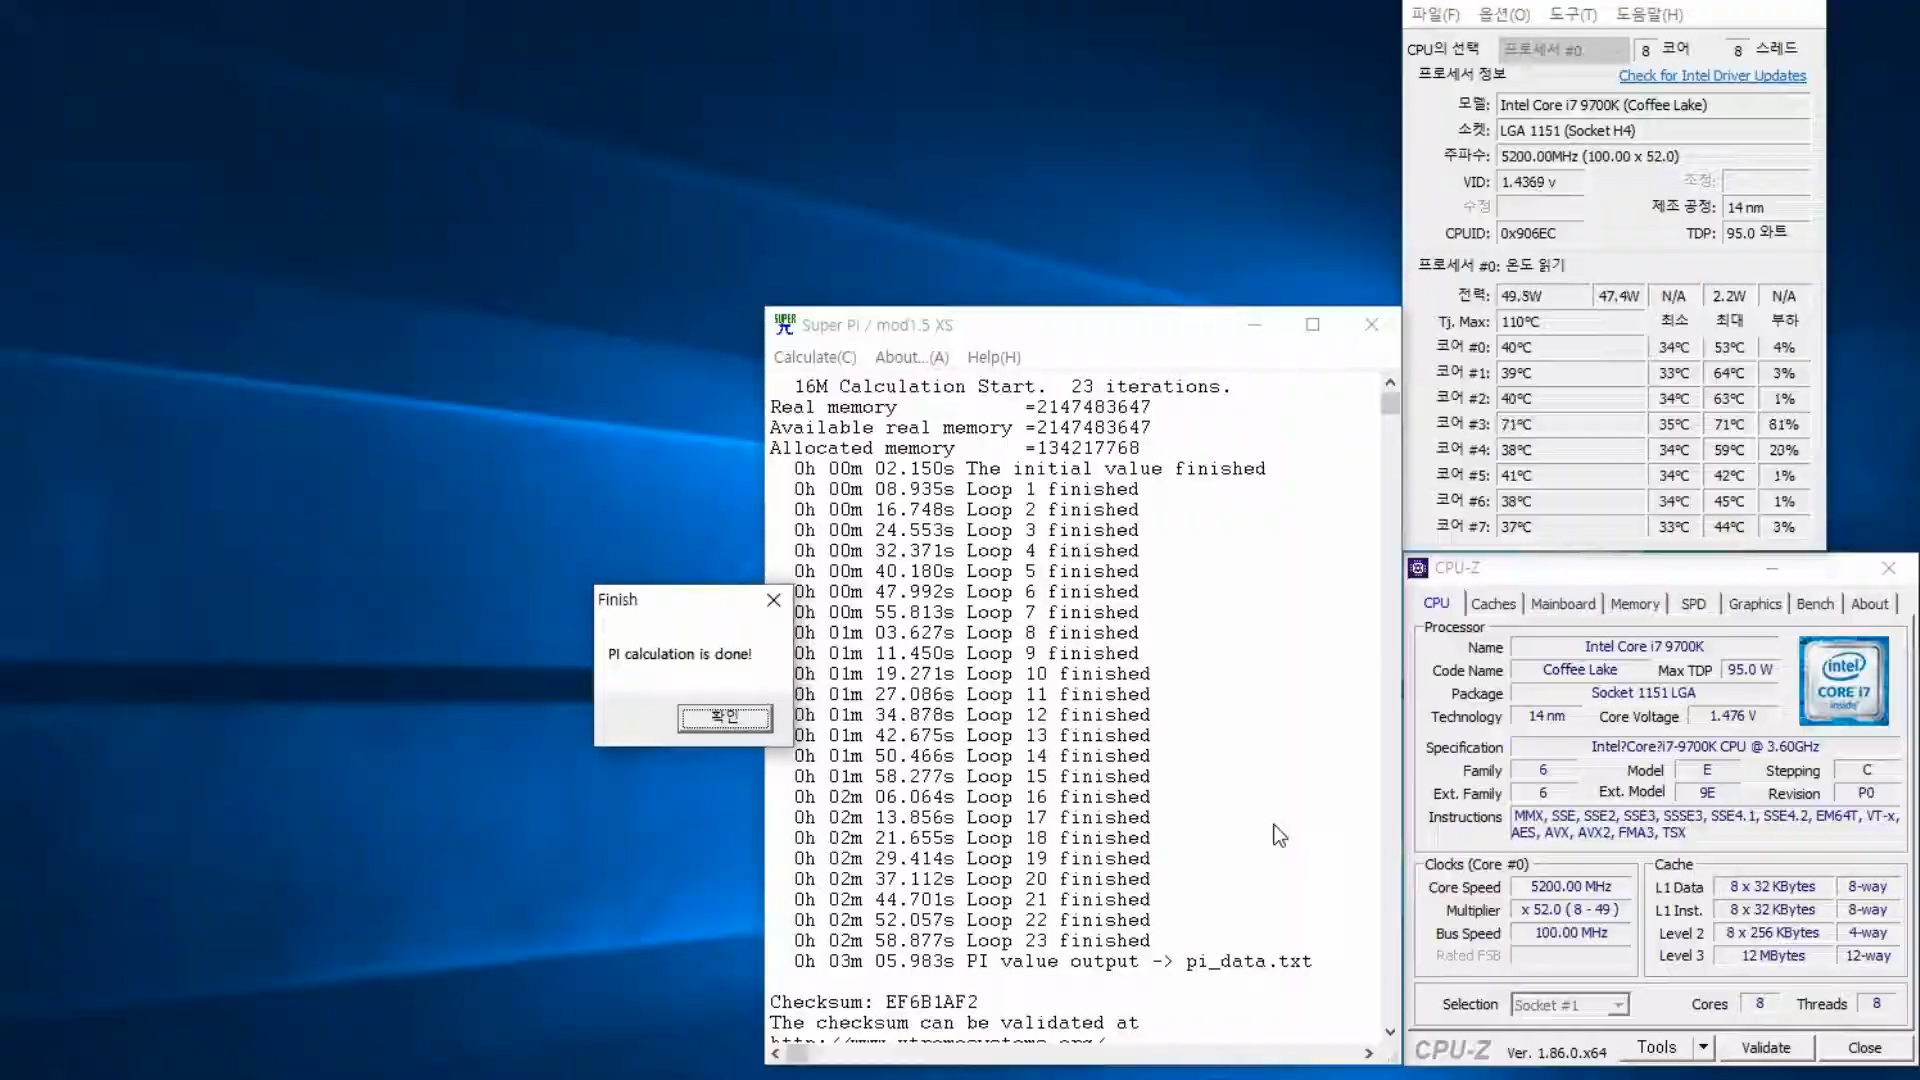 Super PI / mod1.5 XS
Calculate(C) About...(A) Help(H)
16M Calculation Start. 23 iterations.
Real memory =2147483647
Available real memory =2147483647
Allocated memory =134217768
0h 00m 02.150s The initial value finished
0h 00m 08.935s Loop 1 finished
0h 00m 16.748s Loop 2 finished
0h 00m 24.553s Loop 3 finished
0h 00m 32.371s Loop 4 finished
0h 00m 40.180s Loop 5 finished
0h 00m 47.992s Loop 6 finished
0h 00m 55.813s Loop 7 finished
0h 01m 03.627s Loop 8 finished
0h 01m 11.450s Loop 9 finished
0h 01m 19.271s Loop 10 finished
0h 01m 27.086s Loop 11 finished
0h 01m 34.878s Loop 12 finished
0h 01m 42.675s Loop 13 finished
0h 01m 50.466s Loop 14 finished
0h 01m 58.277s Loop 15 finished
0h 02m 06.064s Loop 16 finished
0h 02m 13.856s Loop 17 finished
0h 02m 21.655s Loop 18 finished
0h 02m 29.414s Loop 19 finished
0h 02m 37.112s Loop 20 finished
0h 02m 44.701s Loop 21 finished
0h 02m 52.057s Loop 22 finished
0h 02m 58.877s Loop 23 finished
0h 03m 05.983s PI value output -> pi_data.txt
Checksum: EF6B1AF2
The checksum can be validated at
Finish
PI calculation is done!
확인
파일(F) 옵션(O) 도구(T) 도움말(H)
CPU의 선택 프로세서 #0 8 코어 8 스레드
프로세서 정보 Check for Intel Driver Updates
모델: Intel Core i7 9700K (Coffee Lake)
소켓: LGA 1151 (Socket H4)
주파수: 5200.00MHz (100.00 x 52.0)
VID: 1.4369 v 조정:
수정 제조 공정: 14 nm
CPUID: 0x906EC TDP: 95.0 와트
프로세서 #0: 온도 읽기
전력: 49.8W 47.4W N/A 2.2W N/A
Tj. Max: 110℃ 최소 최대 부하
코어 #0: 40℃ 34℃ 53℃ 4%
코어 #1: 39℃ 33℃ 64℃ 3%
코어 #2: 40℃ 34℃ 63℃ 1%
코어 #3: 71℃ 35℃ 71℃ 81%
코어 #4: 38℃ 34℃ 59℃ 20%
코어 #5: 41℃ 34℃ 42℃ 1%
코어 #6: 38℃ 34℃ 45℃ 1%
코어 #7: 37℃ 33℃ 44℃ 3%
CPU-Z
CPU Caches Mainboard Memory SPD Graphics Bench About
Processor
Name Intel Core i7 9700K
Code Name Coffee Lake Max TDP 95.0 W
Package Socket 1151 LGA
Technology 14 nm Core Voltage 1.476 V
intel
CORE i7
inside
Specification Intel?Core?i7-9700K CPU @ 3.60GHz
Family 6 Model E Stepping C
Ext. Family 6 Ext. Model 9E Revision P0
Instructions MMX, SSE, SSE2, SSE3, SSSE3, SSE4.1, SSE4.2, EM64T, VT-x,
AES, AVX, AVX2, FMA3, TSX
Clocks (Core #0)
Core Speed 5200.00 MHz
Multiplier x 52.0 ( 8 - 49 )
Bus Speed 100.00 MHz
Rated FSB
Cache
L1 Data 8 x 32 KBytes 8-way
L1 Inst. 8 x 32 KBytes 8-way
Level 2 8 x 256 KBytes 4-way
Level 3 12 MBytes 12-way
Selection Socket #1 Cores 8 Threads 8
CPU-Z Ver. 1.86.0.x64 Tools Validate Close